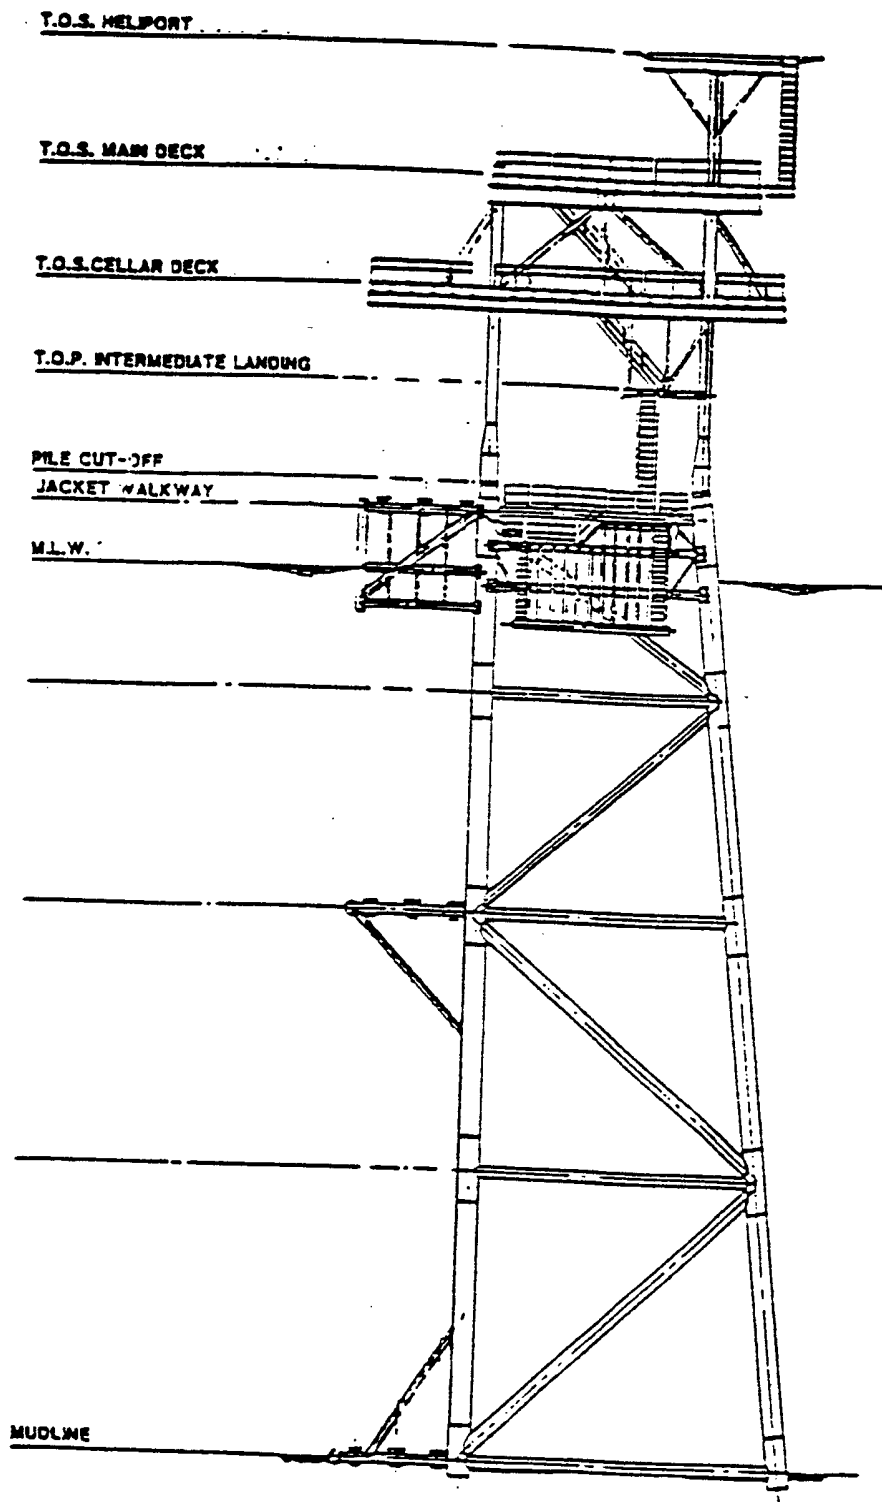 T.O.S. HELIPORT
T.O.S. MAIN DECK
T.O.S. CELLAR DECK
T.O.P. INTERMEDIATE LANDING
PILE CUT-OFF
JACKET WALKWAY
M.L.W.
MUDLINE